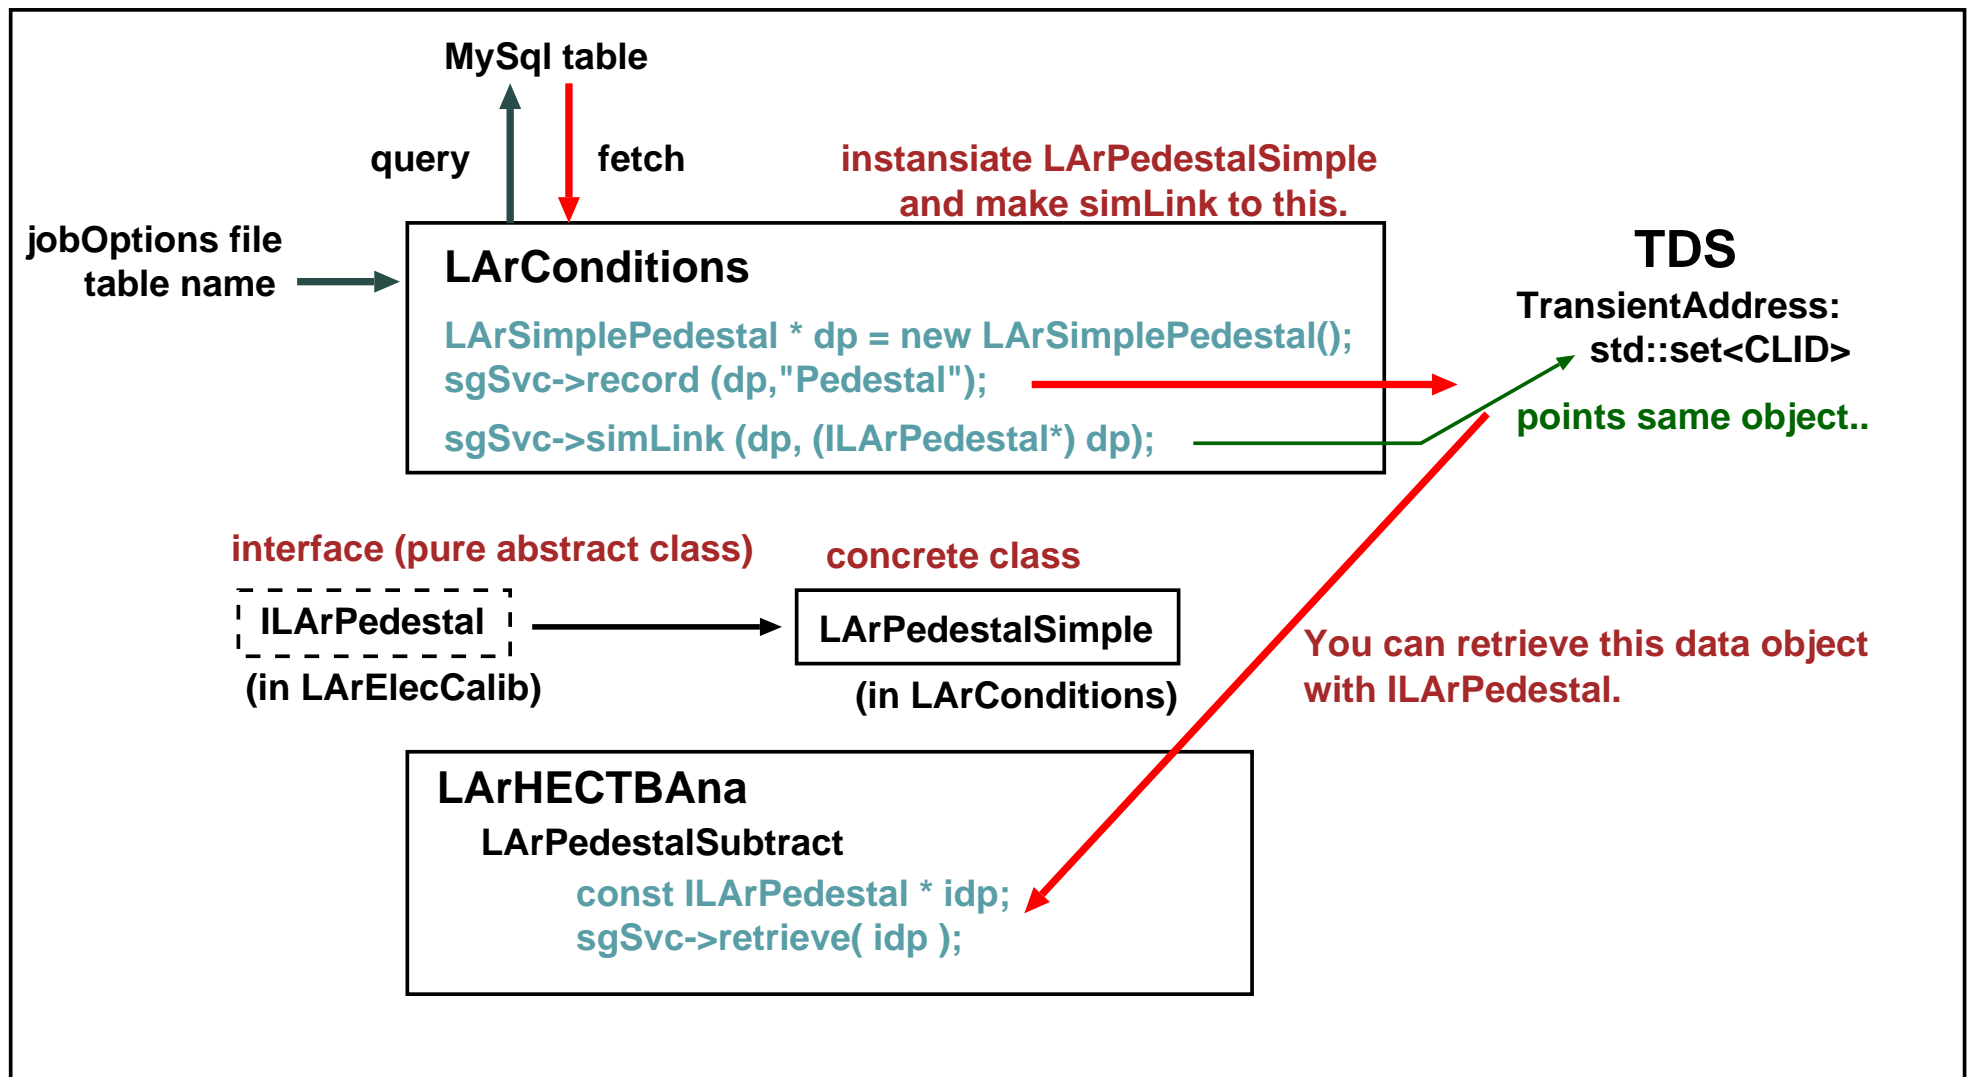 MySql table
query
fetch
instansiate LArPedestalSimple
and make simLink to this.
jobOptions file
table name
LArConditions
LArSimplePedestal * dp = new LArSimplePedestal();
sgSvc->record (dp,"Pedestal");
sgSvc->simLink (dp, (ILArPedestal*) dp);
TDS
TransientAddress:
std::set<CLID>
points same object..
interface (pure abstract class)
concrete class
ILArPedestal
LArPedestalSimple
(in LArElecCalib)
(in LArConditions)
You can retrieve this data object
with ILArPedestal.
LArHECTBAna
LArPedestalSubtract
const ILArPedestal * idp;
sgSvc->retrieve( idp );